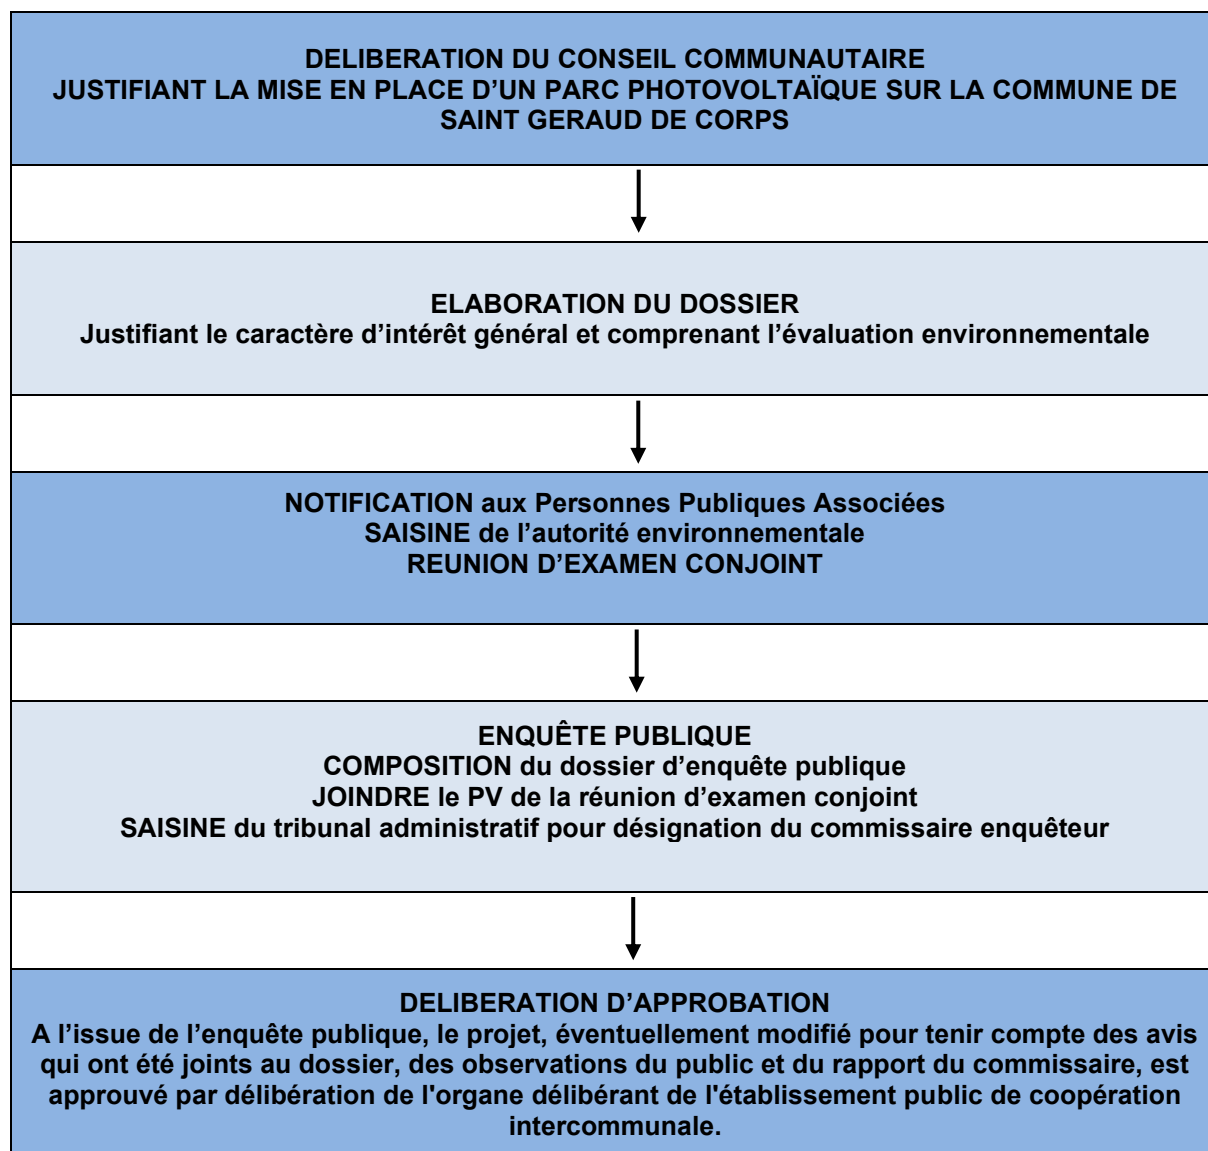 DELIBERATION DU CONSEIL COMMUNAUTAIRE
JUSTIFIANT LA MISE EN PLACE D’UN PARC PHOTOVOLTAÏQUE SUR LA COMMUNE DE
SAINT GERAUD DE CORPS
ELABORATION DU DOSSIER
Justifiant le caractère d’intérêt général et comprenant l’évaluation environnementale
NOTIFICATION aux Personnes Publiques Associées
SAISINE de l’autorité environnementale
REUNION D’EXAMEN CONJOINT
ENQUÊTE PUBLIQUE
COMPOSITION du dossier d’enquête publique
JOINDRE le PV de la réunion d’examen conjoint
SAISINE du tribunal administratif pour désignation du commissaire enquêteur
DELIBERATION D’APPROBATION
A l’issue de l’enquête publique, le projet, éventuellement modifié pour tenir compte des avis
qui ont été joints au dossier, des observations du public et du rapport du commissaire, est
approuvé par délibération de l'organe délibérant de l'établissement public de coopération
intercommunale.